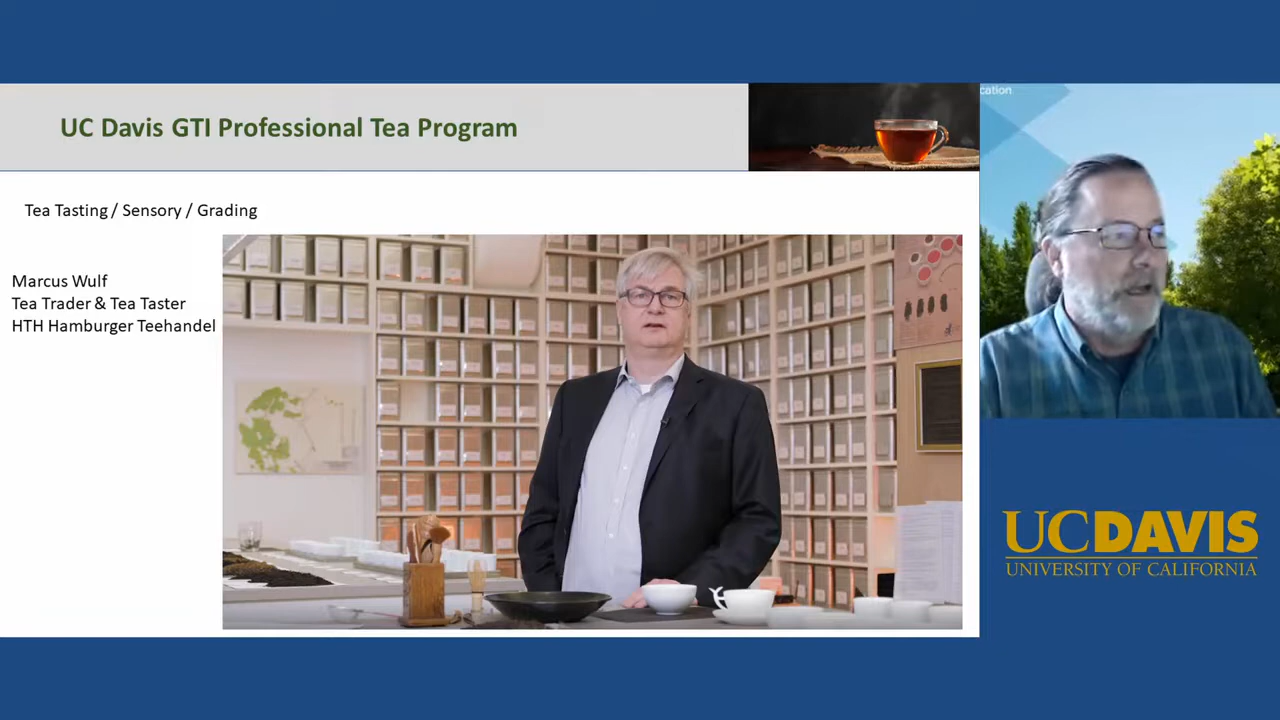 UC Davis GTI Professional Tea Program
cation
Tea Tasting / Sensory / Grading
Marcus Wulf
Tea Trader & Tea Taster
HTH Hamburger Teehandel
UCDAVIS
UNIVERSITY OF CALIFORNIA